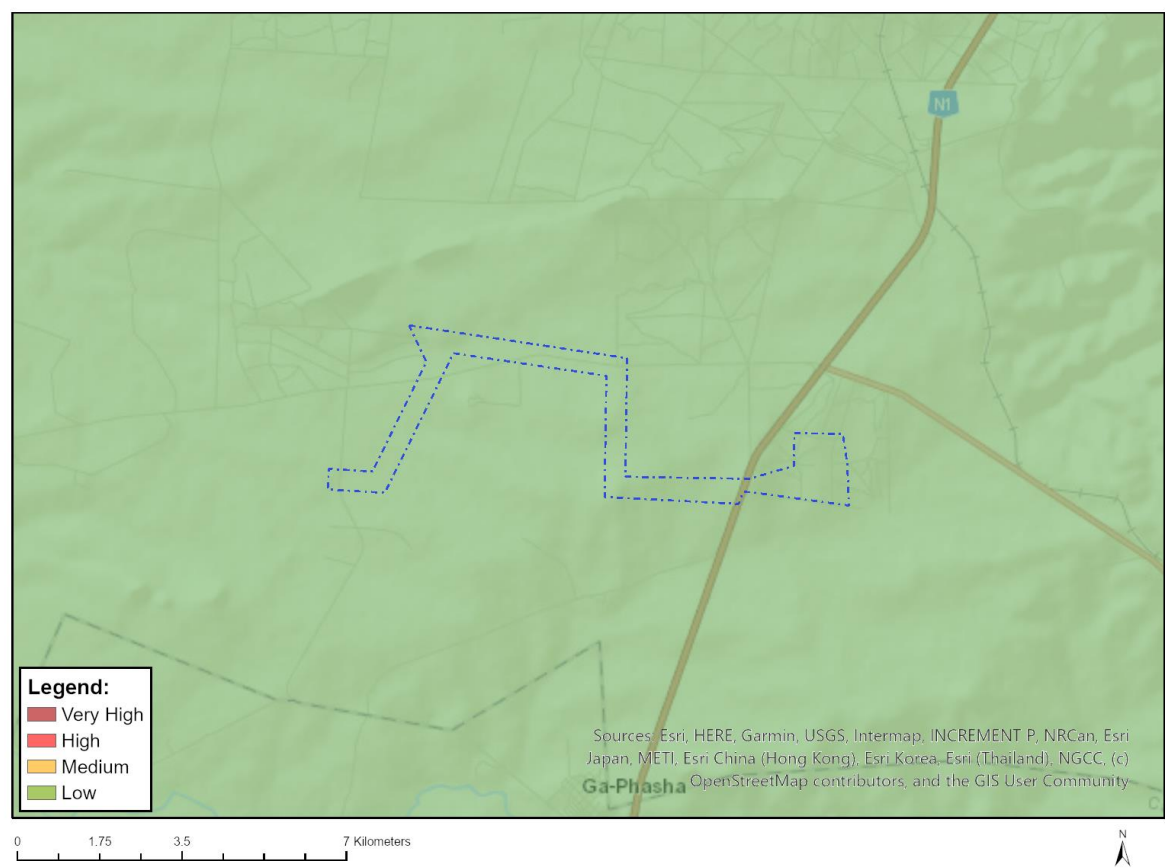 N1
Legend:
Very High
High
Medium
Low
Sources: Esri, HERE, Garmin, USGS, Intermap, INCREMENT P, NRCan, Esri
Japan, METI, Esri China (Hong Kong), Esri Korea, Esri (Thailand), NGCC, (c)
OpenStreetMap contributors, and the GIS User Community
Ga-Phasha
C
0 1.75 3.5 7 Kilometers
N